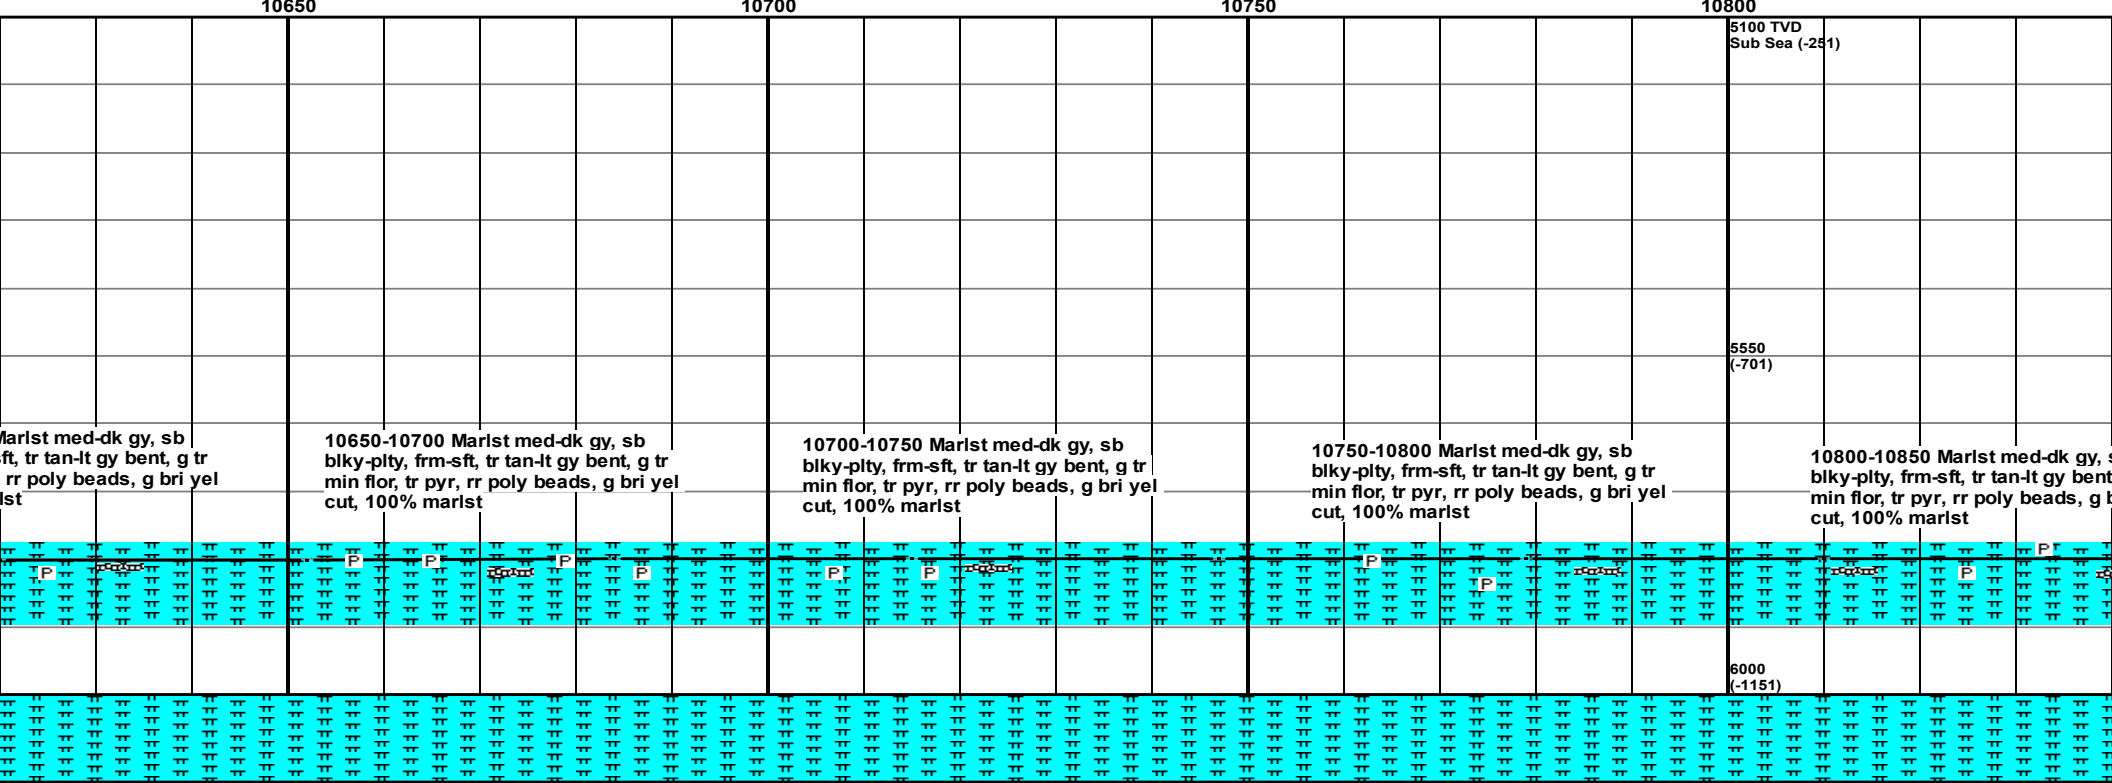 10650
10700
10750
10800
5100 TVD
Sub Sea (-251)
5550
(-701)
Marlst med-dk gy, sb
sft, tr tan-lt gy bent, g tr
rr poly beads, g bri yel
lst
10650-10700 Marlst med-dk gy, sb
blky-plty, frm-sft, tr tan-lt gy bent, g tr
min flor, tr pyr, rr poly beads, g bri yel
cut, 100% marlst
10700-10750 Marlst med-dk gy, sb
blky-plty, frm-sft, tr tan-lt gy bent, g tr
min flor, tr pyr, rr poly beads, g bri yel
cut, 100% marlst
10750-10800 Marlst med-dk gy, sb
blky-plty, frm-sft, tr tan-lt gy bent, g tr
min flor, tr pyr, rr poly beads, g bri yel
cut, 100% marlst
10800-10850 Marlst med-dk gy,
blky-plty, frm-sft, tr tan-lt gy bent
min flor, tr pyr, rr poly beads, g
cut, 100% marlst
P
P
P
P
P
P
P
P
P
P
P
6000
(-1151)